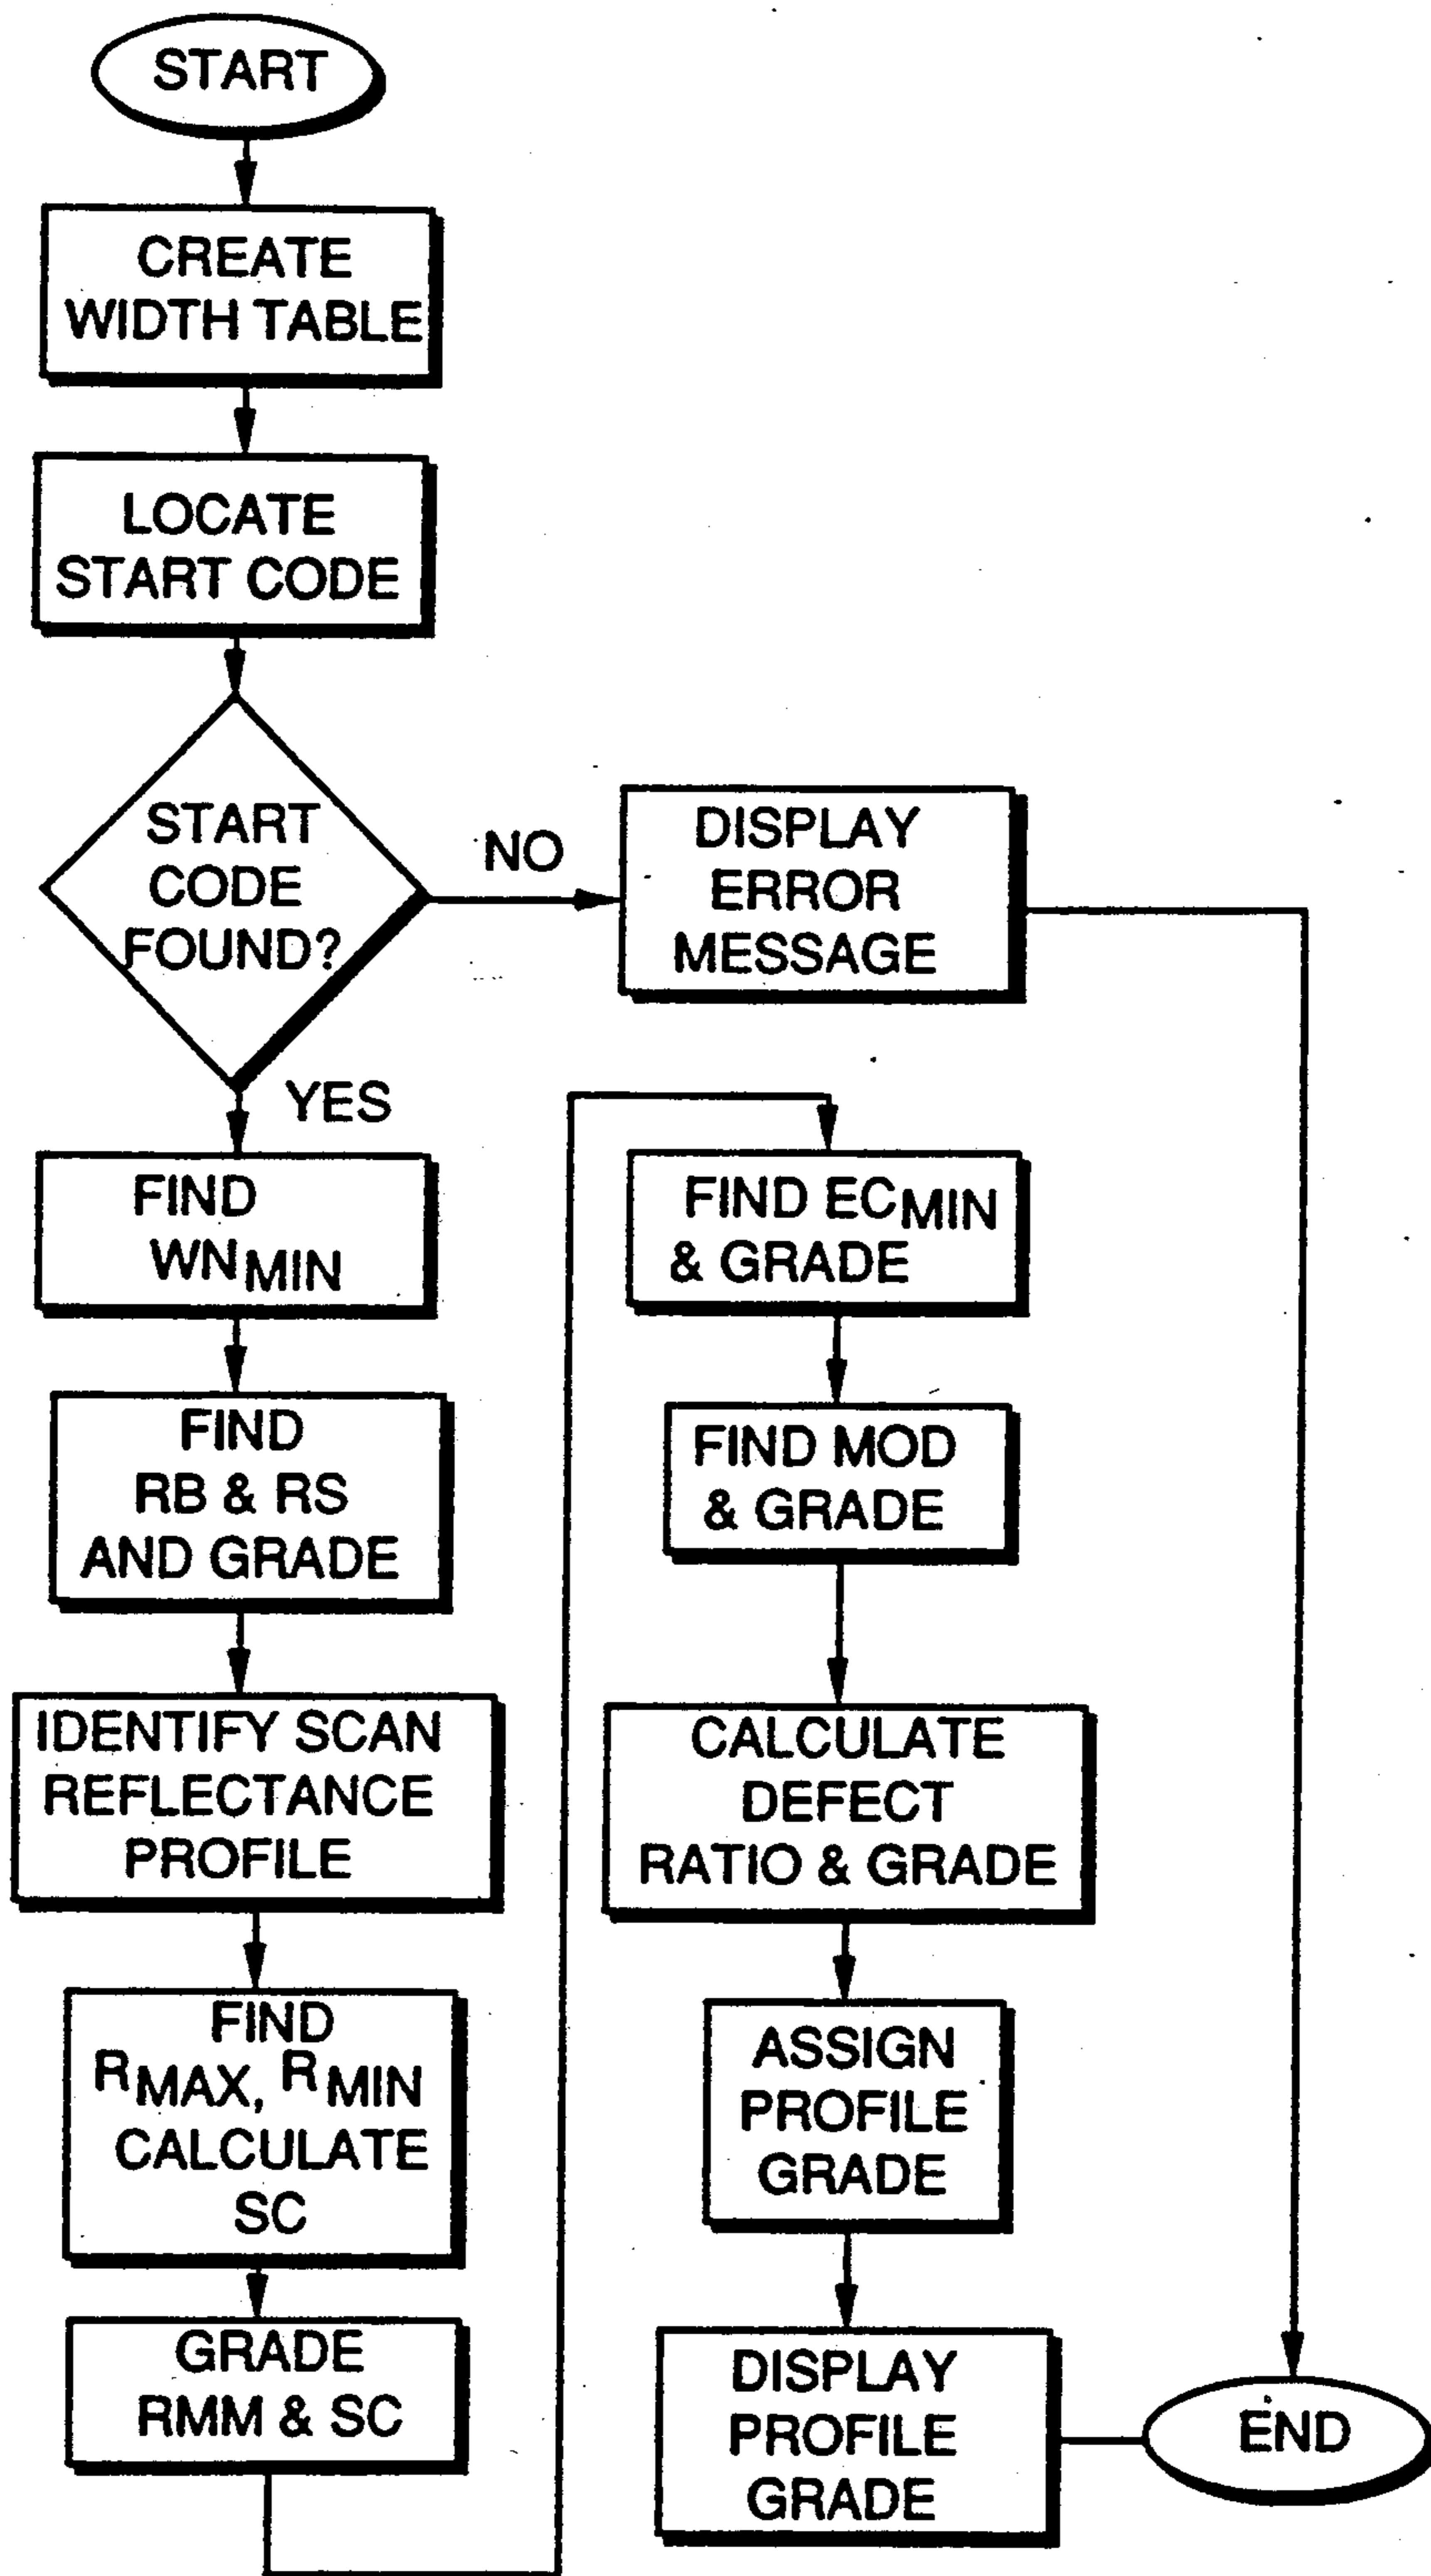 START
CREATE
WIDTH TABLE
LOCATE
START CODE
START
CODE
FOUND?
NO
DISPLAY
ERROR
MESSAGE
YES
FIND
WNMIN
FIND
RB & RS
AND GRADE
IDENTIFY SCAN
REFLECTANCE
PROFILE
FIND
RMAX, RMIN
CALCULATE
SC
GRADE
RMM & SC
FIND ECMIN
& GRADE
FIND MOD
& GRADE
CALCULATE
DEFECT
RATIO & GRADE
ASSIGN
PROFILE
GRADE
DISPLAY
PROFILE
GRADE
END